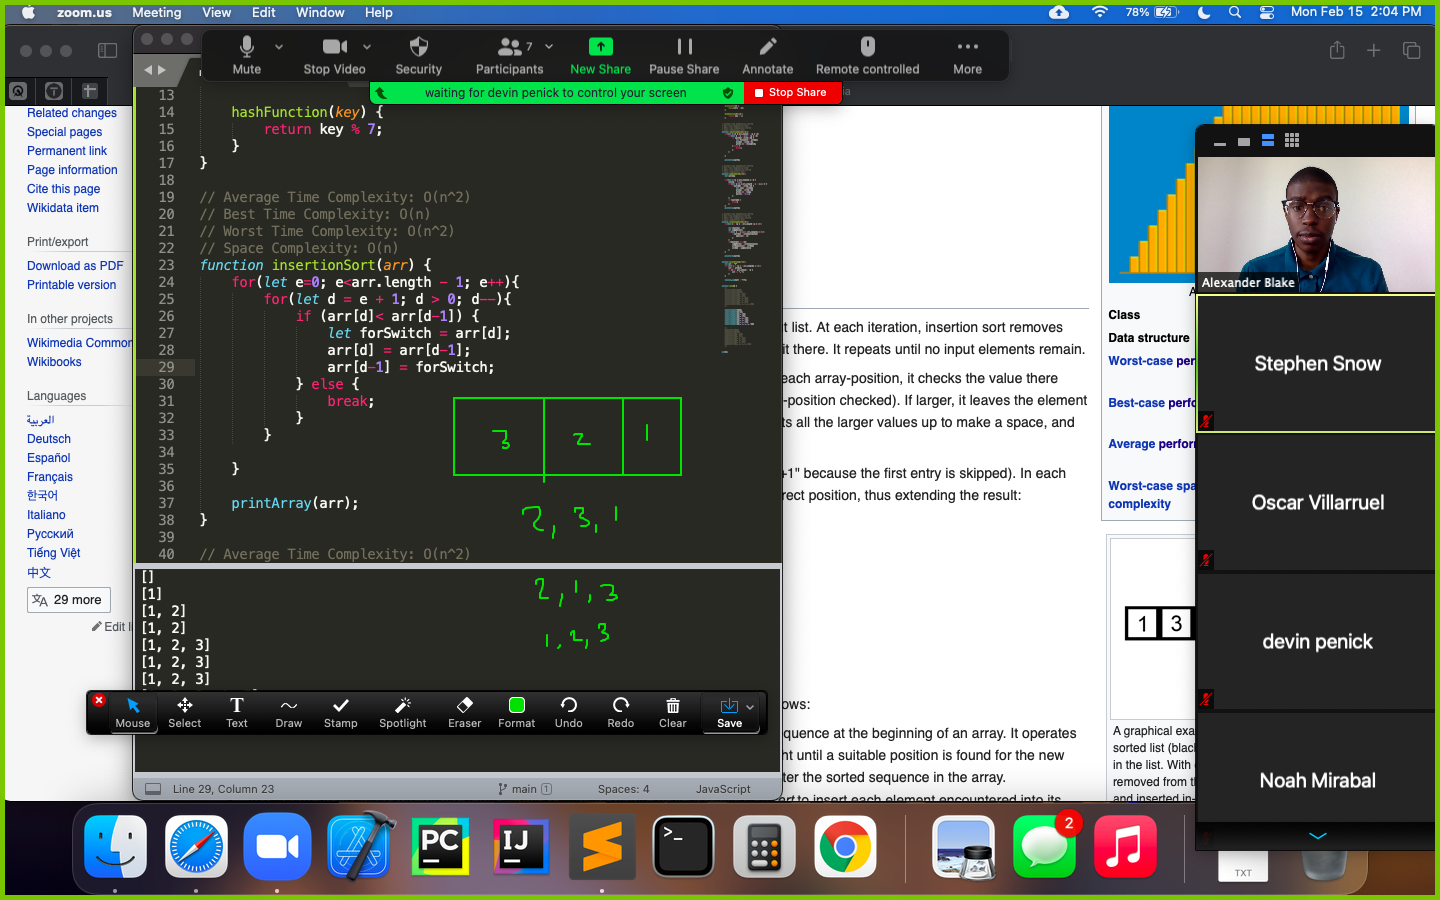 zoom.us Meeting View Edit Window Help 78% Mon Feb 15 2:04 PM
Mute Stop Video Security 7 Participants New Share Pause Share Annotate Remote controlled More
waiting for devin penick to control your screen Stop Share
Related changes
Special pages
Permanent link
Page information
Cite this page
Wikidata item
Print/export
Download as PDF
Printable version
In other projects
Wikimedia Common
Wikibooks
Languages
العربية
Deutsch
Español
Français
한국어
Italiano
Русский
Tiếng Việt
中文
29 more
Edit li
13
14 hashFunction(key) {
15 return key % 7;
16 }
17 }
18
19 // Average Time Complexity: O(n^2)
20 // Best Time Complexity: O(n)
21 // Worst Time Complexity: O(n^2)
22 // Space Complexity: O(n)
23 function insertionSort(arr) {
24 for(let e=0; e<arr.length - 1; e++){
25 for(let d = e + 1; d > 0; d--){
26 if (arr[d]< arr[d-1]) {
27 let forSwitch = arr[d];
28 arr[d] = arr[d-1];
29 arr[d-1] = forSwitch;
30 } else {
31 break;
32 }
33 }
34
35 }
36
37 printArray(arr);
38 }
39
40 // Average Time Complexity: O(n^2)
3 2 1
2, 3, 1
2, 1, 3
1, 2, 3
[]
[1]
[1, 2]
[1, 2]
[1, 2, 3]
[1, 2, 3]
[1, 2, 3]
Mouse Select Text Draw Stamp Spotlight Eraser Format Undo Redo Clear Save
Line 29, Column 23 main 1 Spaces: 4 JavaScript
t list. At each iteration, insertion sort removes
it there. It repeats until no input elements remain.
each array-position, it checks the value there
-position checked). If larger, it leaves the element
ts all the larger values up to make a space, and
+1" because the first entry is skipped). In each
rrect position, thus extending the result:
ows:
quence at the beginning of an array. It operates
ht until a suitable position is found for the new
ter the sorted sequence in the array.
ort to insert each element encountered into its
Class
Data structure
Worst-case per
Best-case perfo
Average perform
Worst-case spa
complexity
1 3
A graphical exa
sorted list (blac
in the list. With
removed from t
and inserted in-
Alexander Blake
Stephen Snow
Oscar Villarruel
devin penick
Noah Mirabal
PC IJ 2 TXT